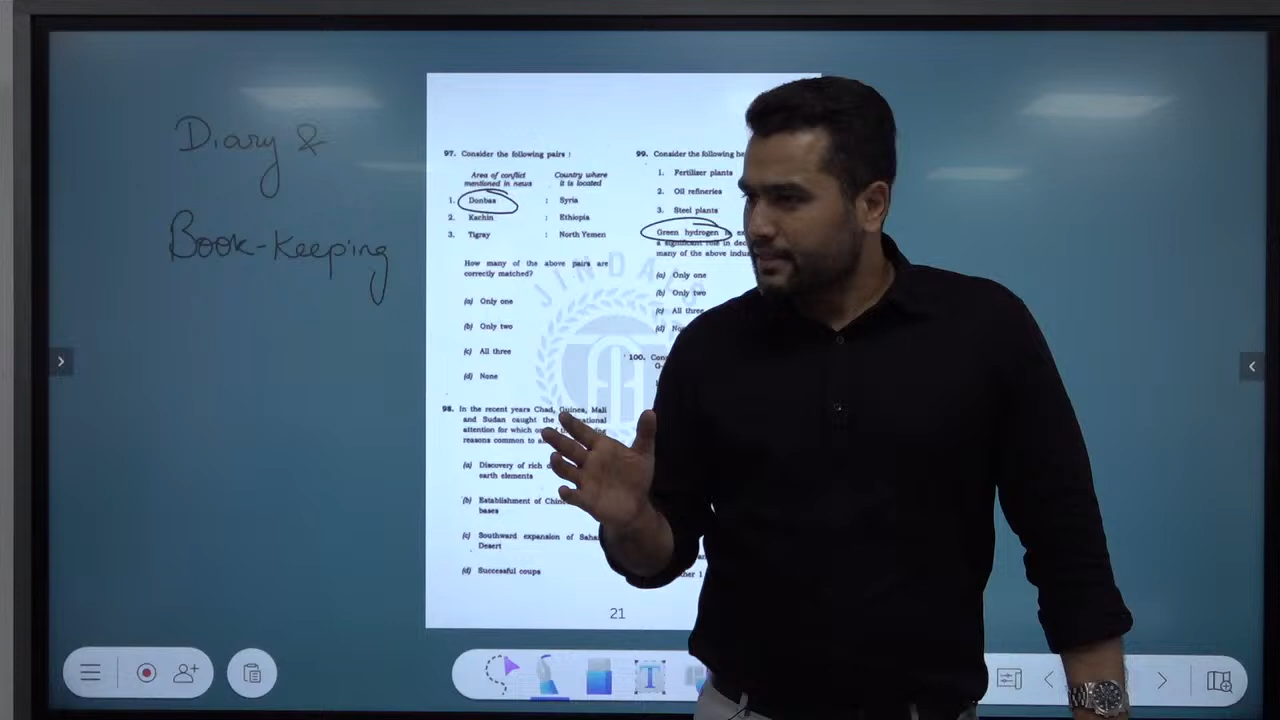 Diary &
Book-Keeping
97. Consider the following pairs :
Area of conflict mentioned in news
Country where it is located
1. Donbas : Syria
2. Kachin : Ethiopia
3. Tigray : North Yemen
How many of the above pairs are
correctly matched?
(a) Only one
(b) Only two
(c) All three
(d) None
98. In the recent years Chad, Guinea, Mali
and Sudan caught the
attention for which
reasons common to
(a) Discovery of rich
earth elements
(b) Establishment of
bases
(c) Southward expansion of
Desert
(d) Successful coups
99. Consider the following
1. Fertiliser plants
2. Oil refineries
3. Steel plants
Green hydrogen is
a significant role in
many of the above
(a) Only one
(b) Only two
(c) All three
(d)
100.
JINDAL
21
T